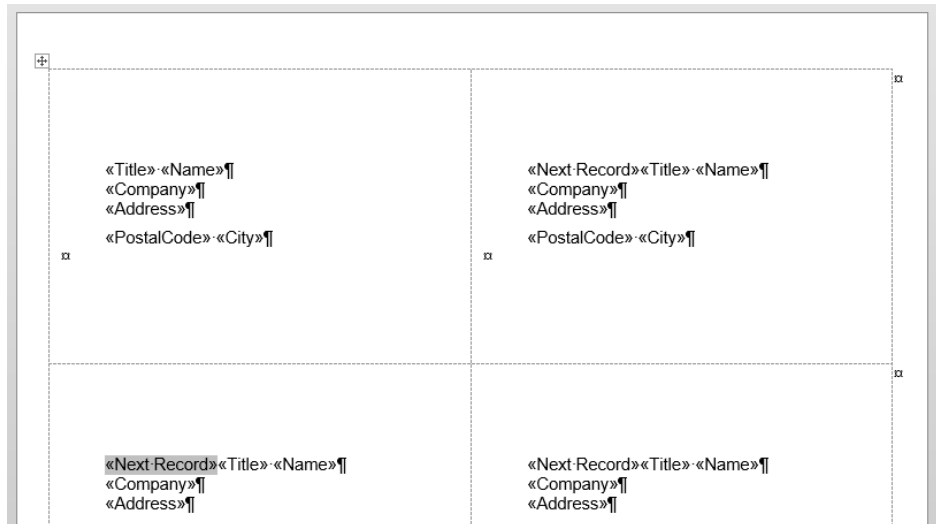 «Title»·«Name»¶
«Company»¶
«Address»¶
«PostalCode»·«City»¶
¤
«Next·Record»«Title»·«Name»¶
«Company»¶
«Address»¶
«PostalCode»·«City»¶
¤
¤
«Next·Record»«Title»·«Name»¶
«Company»¶
«Address»¶
«Next·Record»«Title»·«Name»¶
«Company»¶
«Address»¶
¤